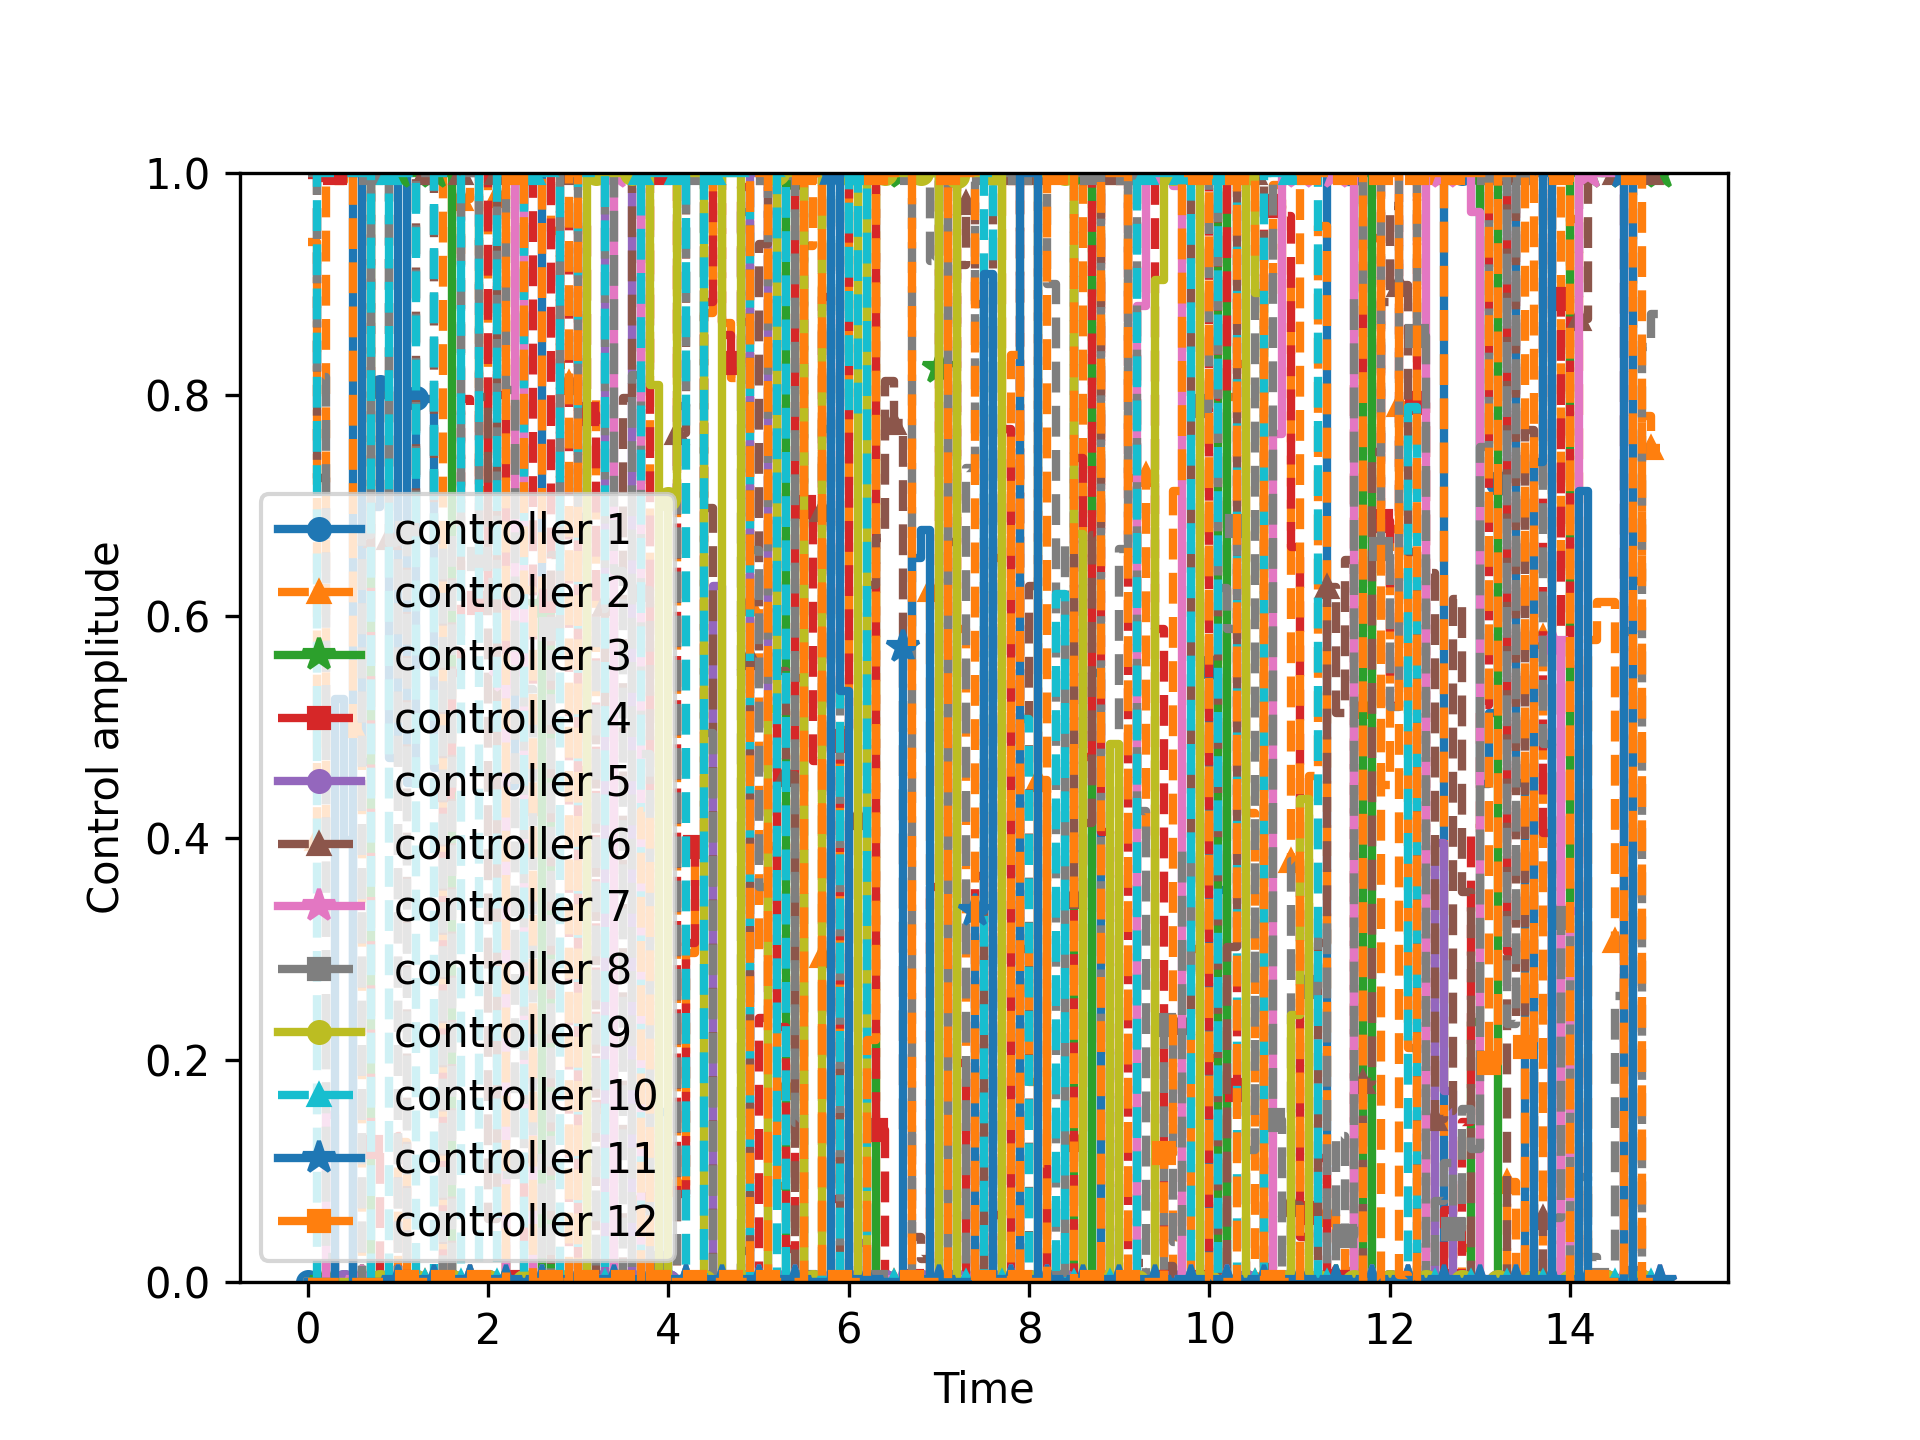 1.0
0.8
0.6
0.4
0.2
0.0
Control amplitude
controller 1
controller 2
controller 3
controller 4
controller 5
controller 6
controller 7
controller 8
controller 9
controller 10
controller 11
controller 12
0 2 4 6 8 10 12 14
Time